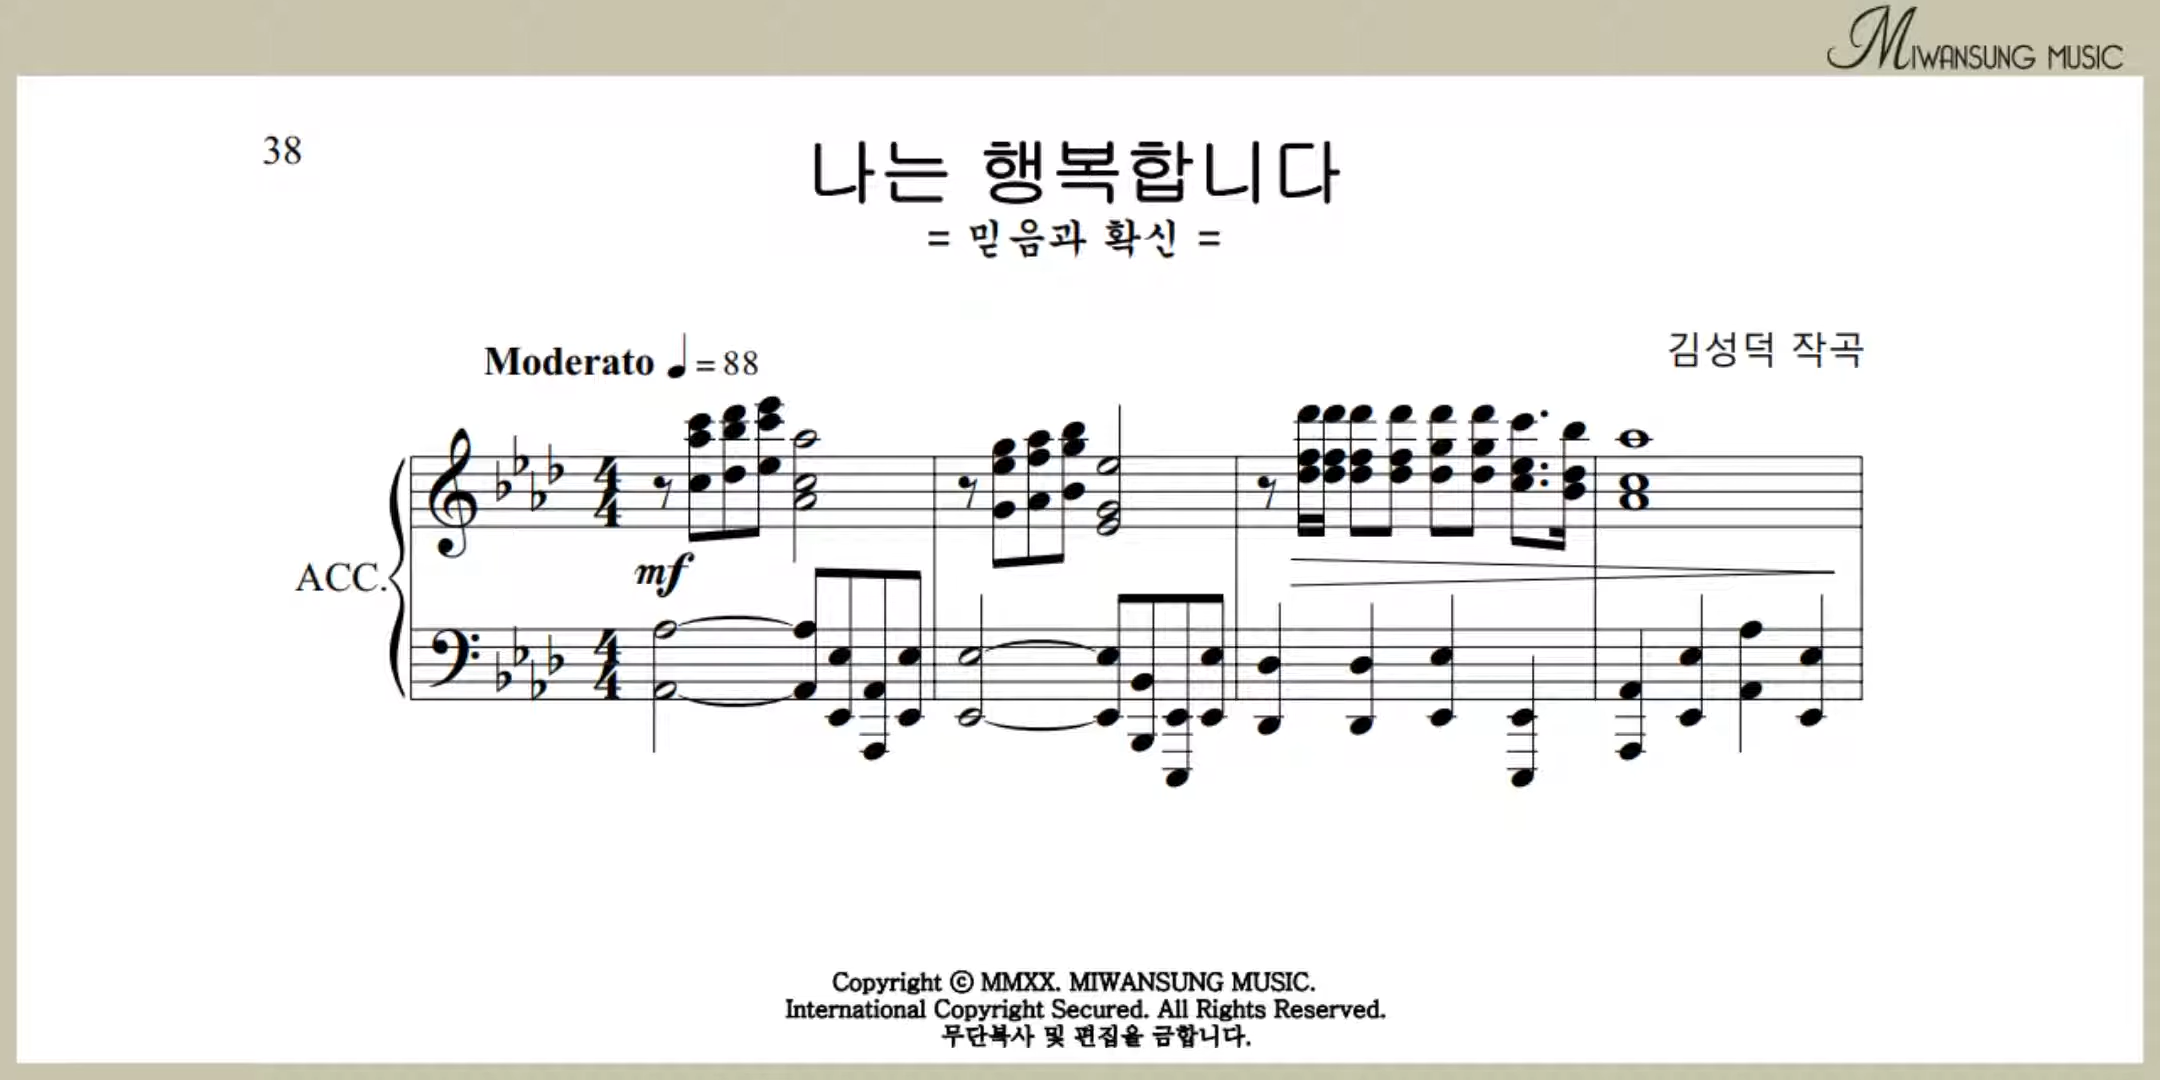 MIWANSUNG MUSIC
38
나는 행복합니다
= 믿음과 확신 =
Moderato ♩ = 88
김성덕 작곡
mf
ACC.
Copyright ⓒ MMXX. MIWANSUNG MUSIC.
International Copyright Secured. All Rights Reserved.
무단복사 및 편집을 금합니다.